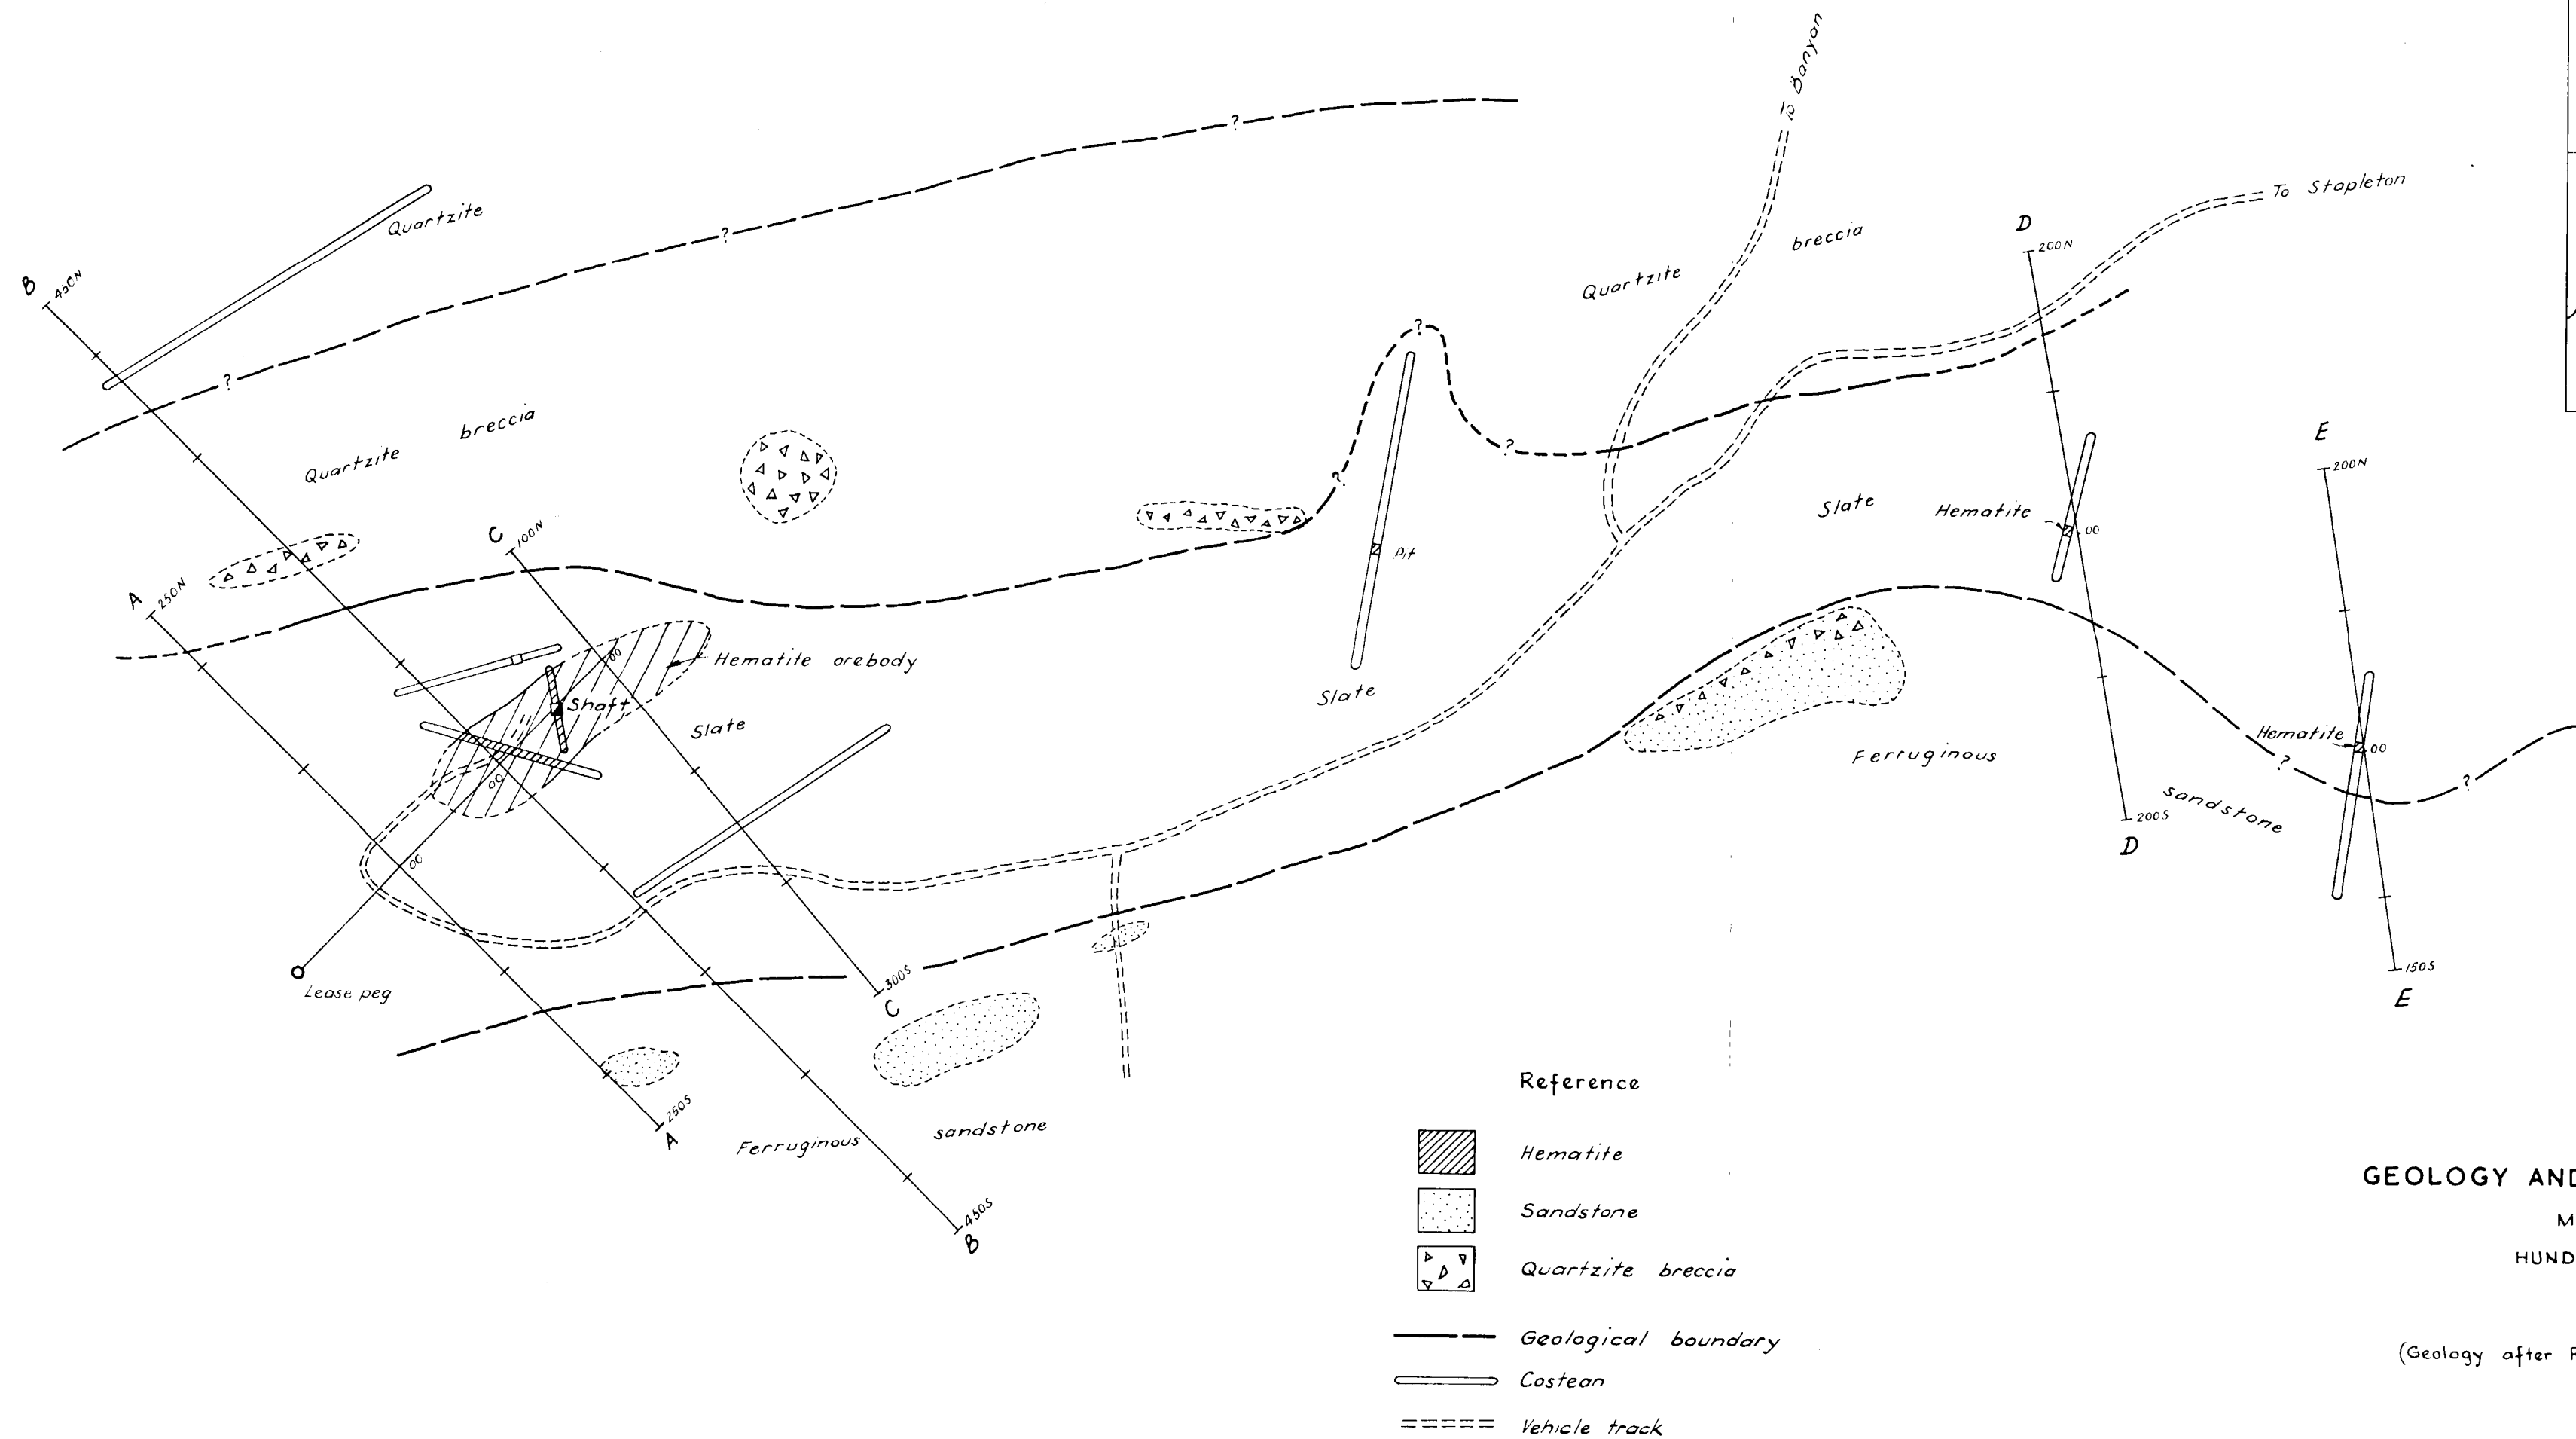 To Banyan
To Stapleton
Quartzite
D
200N
Quartzite breccia
B
450N
Quartzite breccia
E
200N
C
100N
Slate
Hematite
00
Pit
A
250N
00
Hematite orebody
Shaft
Slate
Slate
Ferruginous sandstone
Hematite
00
00
200S
D
00
Lease peg
300S
C
150S
E
250S
A
Ferruginous sandstone
450S
B
?
?
?
?
?
?
?
?
Reference
Hematite
Sandstone
Quartzite breccia
Geological boundary
Costean
Vehicle track
GEOLOGY AND
M
HUND
(Geology after